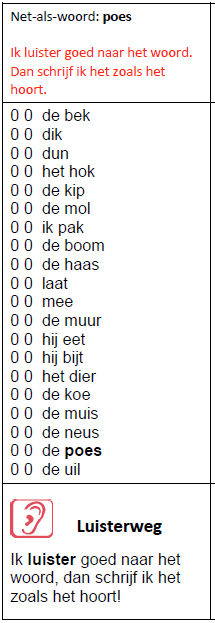 Net-als-woord: poes
Ik luister goed naar het woord.
Dan schrijf ik het zoals het
hoort.
0 0 de bek
0 0 dik
0 0 dun
0 0 het hok
0 0 de kip
0 0 de mol
0 0 ik pak
0 0 de boom
0 0 de haas
0 0 laat
0 0 mee
0 0 de muur
0 0 hij eet
0 0 hij bijt
0 0 het dier
0 0 de koe
0 0 de muis
0 0 de neus
0 0 de poes
0 0 de uil
Luisterweg
Ik luister goed naar het
woord, dan schrijf ik het
zoals het hoort!